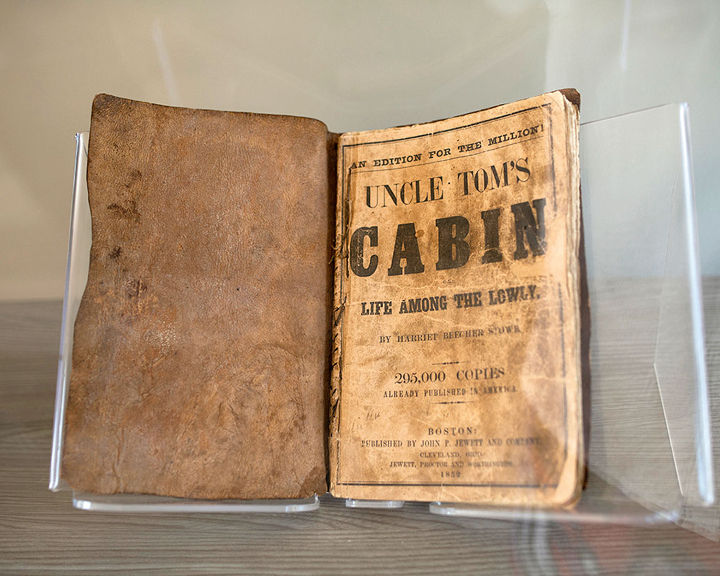 AN EDITION FOR THE MILLION!
UNCLE TOM'S
CABIN
LIFE AMONG THE LOWLY.
BY HARRIET BEECHER STOWE.
295,000 COPIES
ALREADY PUBLISHED IN AMERICA.
BOSTON:
PUBLISHED BY JOHN P. JEWETT AND COMPANY.
CLEVELAND, OHIO:
JEWETT, PROCTOR AND WORTHINGTON.
1852